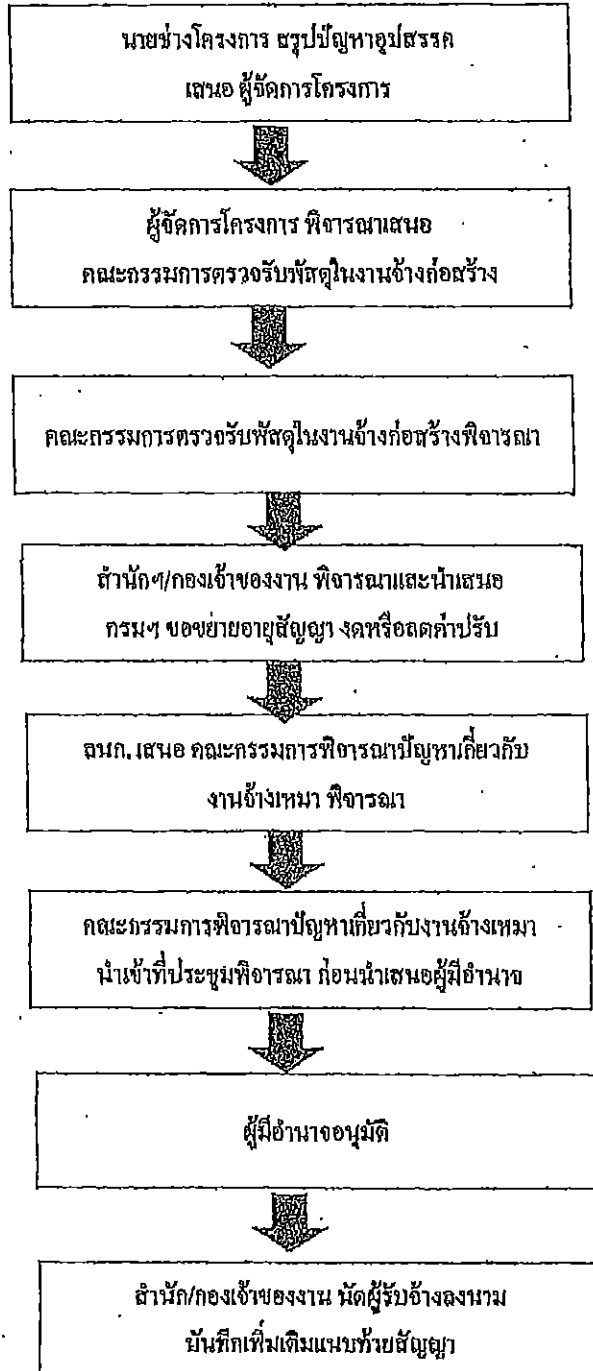 นายช่างโครงการ สรุปปัญหาอุปสรรค
เสนอ ผู้จัดการโครงการ
ผู้จัดการโครงการ พิจารณาเสนอ
คณะกรรมการตรวจรับพัสดุในงานจ้างก่อสร้าง
คณะกรรมการตรวจรับพัสดุในงานจ้างก่อสร้างพิจารณา
สำนักฯ/กองเจ้าของงาน พิจารณาและนำเสนอ
กรมฯ ขอขยายอายุสัญญา งดหรือลดค่าปรับ
ลนก. เสนอ คณะกรรมการพิจารณาปัญหาเกี่ยวกับ
งานจ้างเหมา พิจารณา
คณะกรรมการพิจารณาปัญหาเกี่ยวกับงานจ้างเหมา
นำเข้าที่ประชุมพิจารณา ก่อนนำเสนอผู้มีอำนาจ
ผู้มีอำนาจอนุมัติ
สำนัก/กองเจ้าของงาน นัดผู้รับจ้างลงนาม
บันทึกเพิ่มเติมแนบท้ายสัญญา